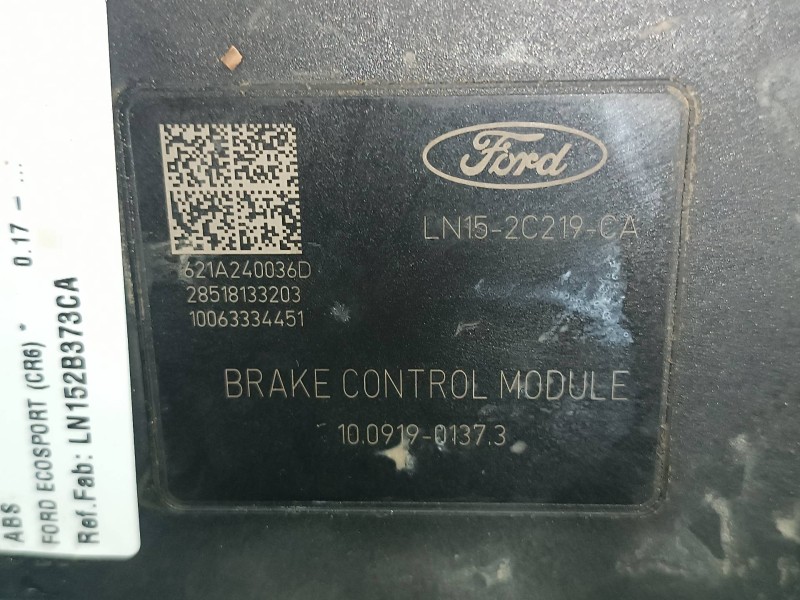 Ford
LN15-2C219-CA
621A240036D
28518133203
10063334451
BRAKE CONTROL MODULE
10.0919-0137.3
ABS
FORD ECOSPORT (CR6) * 0.17 - ...
Ref.Fab: LN152B373CA